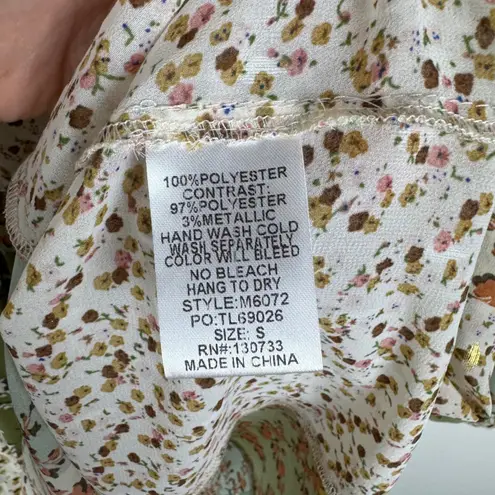 100%POLYESTER
CONTRAST:
97%POLYESTER
3%METALLIC
HAND WASH COLD
WASH SEPARATELY
COLOR WILL BLEED
NO BLEACH
HANG TO DRY
STYLE:M6072
PO:TL69026
SIZE: S
RN#:130733
MADE IN CHINA